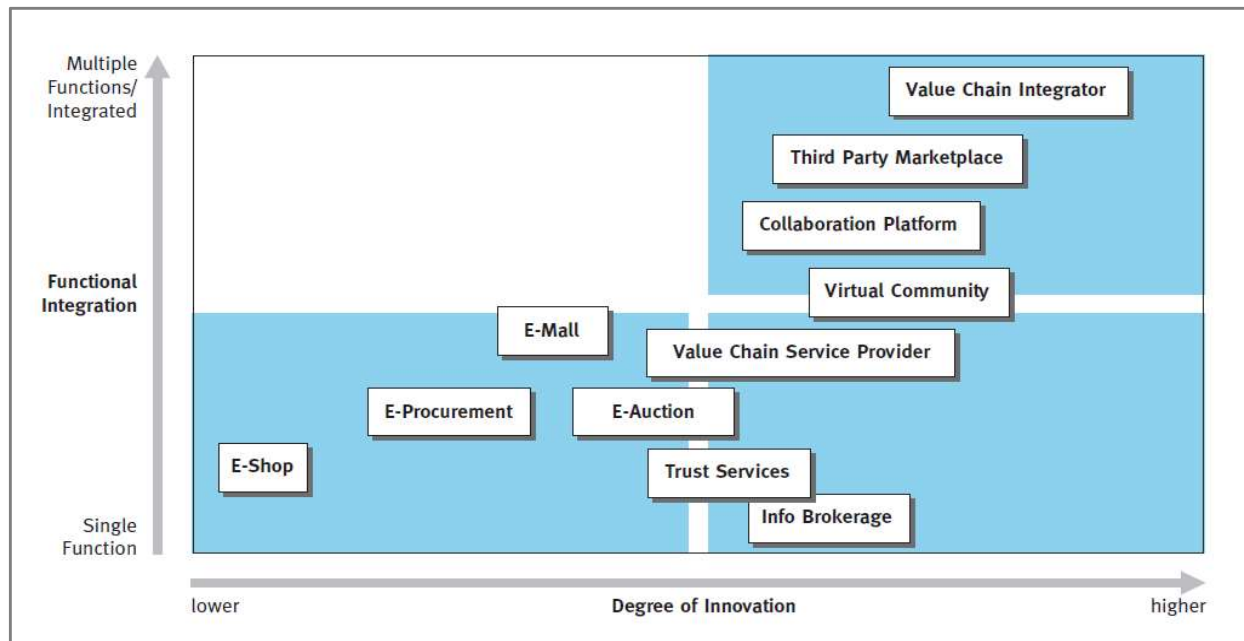 Multiple
Functions/
Integrated
Value Chain Integrator
Third Party Marketplace
Collaboration Platform
Functional
Integration
Virtual Community
E-Mall
Value Chain Service Provider
E-Procurement
E-Auction
E-Shop
Trust Services
Info Brokerage
Single
Function
lower
Degree of Innovation
higher